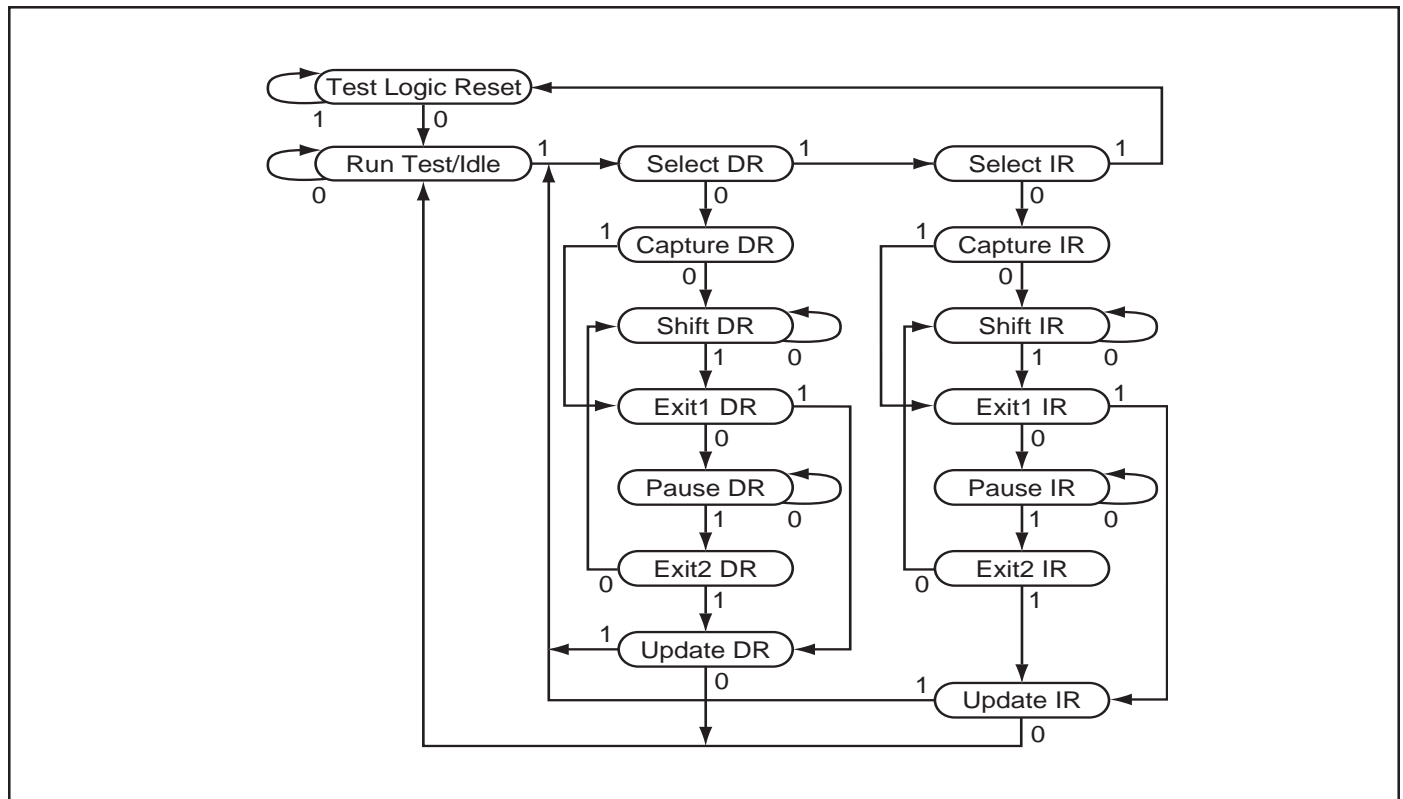 Test Logic Reset
1 0
Run Test/Idle 1 Select DR 1 Select IR 1
0 0 0
1 Capture DR 1 Capture IR
0 0
Shift DR Shift IR
1 0 1 0
Exit1 DR 1 Exit1 IR 1
0 0
Pause DR Pause IR
1 0 1 0
Exit2 DR Exit2 IR
0 1 0 1
1 Update DR
0
1 Update IR
0